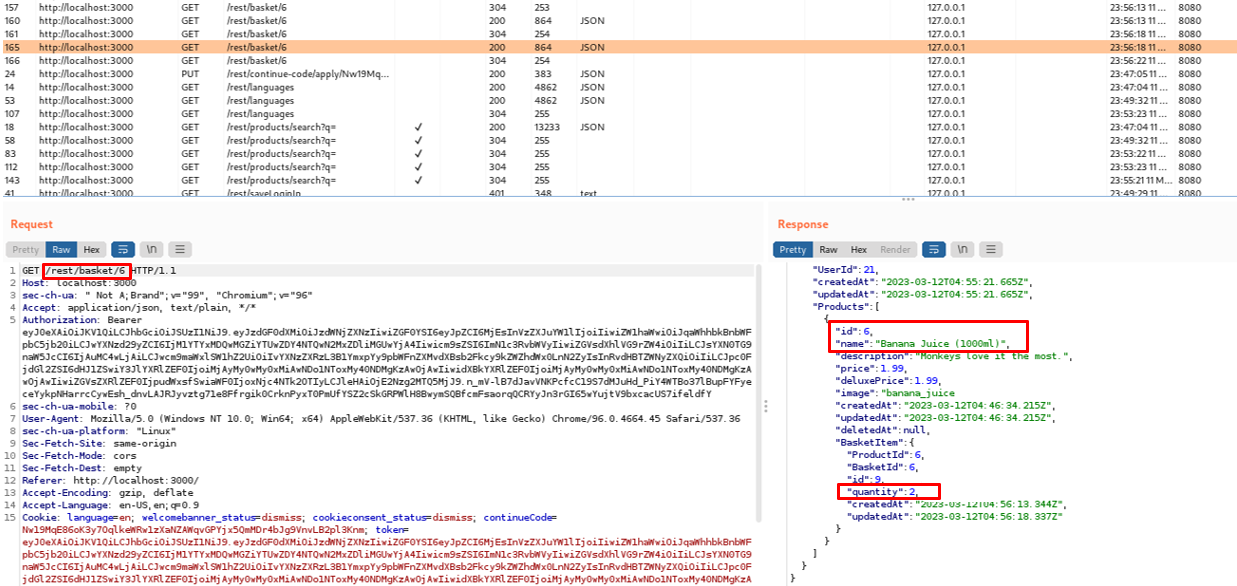 157 http://localhost:3000 GET /rest/basket/6 304 253 127.0.0.1 23:56:13 11 ... 8080
160 http://localhost:3000 GET /rest/basket/6 200 864 JSON 127.0.0.1 23:56:13 11 ... 8080
161 http://localhost:3000 GET /rest/basket/6 304 254 127.0.0.1 23:56:18 11 ... 8080
165 http://localhost:3000 GET /rest/basket/6 200 864 JSON 127.0.0.1 23:56:18 11 ... 8080
166 http://localhost:3000 GET /rest/basket/6 304 254 127.0.0.1 23:56:22 11 ... 8080
24 http://localhost:3000 PUT /rest/continue-code/apply/Nw19Mq... 200 383 JSON 127.0.0.1 23:47:05 11 ... 8080
14 http://localhost:3000 GET /rest/languages 200 4862 JSON 127.0.0.1 23:47:04 11 ... 8080
53 http://localhost:3000 GET /rest/languages 200 4862 JSON 127.0.0.1 23:49:32 11 ... 8080
107 http://localhost:3000 GET /rest/languages 304 255 127.0.0.1 23:53:23 11 ... 8080
18 http://localhost:3000 GET /rest/products/search?q= ✓ 200 13233 JSON 127.0.0.1 23:47:04 11 ... 8080
58 http://localhost:3000 GET /rest/products/search?q= ✓ 304 255 127.0.0.1 23:49:32 11 ... 8080
83 http://localhost:3000 GET /rest/products/search?q= ✓ 304 255 127.0.0.1 23:53:22 11 ... 8080
112 http://localhost:3000 GET /rest/products/search?q= ✓ 304 255 127.0.0.1 23:53:23 11 ... 8080
143 http://localhost:3000 GET /rest/products/search?q= ✓ 304 255 127.0.0.1 23:55:21 11 M... 8080
41 http://localhost:3000 GET /rest/saveLoginIp 401 348 text 127.0.0.1 23:49:29 11 ... 8080
Request
Pretty Raw Hex \n
1 GET /rest/basket/6 HTTP/1.1
2 Host: localhost:3000
3 sec-ch-ua: " Not A;Brand";v="99", "Chromium";v="96"
4 Accept: application/json, text/plain, */*
5 Authorization: Bearer
6 sec-ch-ua-mobile: ?0
7 User-Agent: Mozilla/5.0 (Windows NT 10.0; Win64; x64) AppleWebKit/537.36 (KHTML, like Gecko) Chrome/96.0.4664.45 Safari/537.36
8 sec-ch-ua-platform: "Linux"
9 Sec-Fetch-Site: same-origin
10 Sec-Fetch-Mode: cors
11 Sec-Fetch-Dest: empty
12 Referer: http://localhost:3000/
13 Accept-Encoding: gzip, deflate
14 Accept-Language: en-US,en;q=0.9
15 Cookie: language=en; welcomebanner_status=dismiss; cookieconsent_status=dismiss; continueCode=
token=
Response
Pretty Raw Hex Render \n
"UserId":21,
"createdAt":"2023-03-12T04:55:21.665Z",
"updatedAt":"2023-03-12T04:55:21.665Z",
"Products":[
{
"id":6,
"name":"Banana Juice (1000ml)",
"description":"Monkeys love it the most.",
"price":1.99,
"deluxePrice":1.99,
"image":"banana_juice
"createdAt":"2023-03-12T04:46:34.215Z",
"updatedAt":"2023-03-12T04:46:34.215Z",
"deletedAt":null,
"BasketItem":{
"ProductId":6,
"BasketId":6,
"id":9,
"quantity":2,
"createdAt":"2023-03-12T04:56:13.344Z",
"updatedAt":"2023-03-12T04:56:18.337Z"
}
}
]
}
}